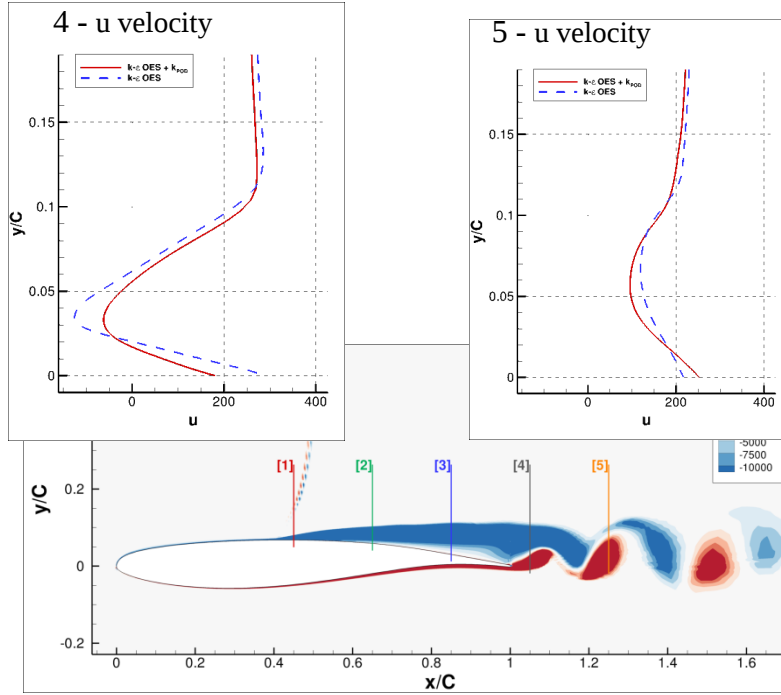 4 - u velocity
k-ε OES + k_POD
k-ε OES
0.15
0.1
y/C
0.05
0
0
200
400
u
5 - u velocity
k-ε OES + k_POD
k-ε OES
0.15
0.1
y/C
0.05
0
0
200
400
u
-5000
-7500
-10000
[1]
[2]
[3]
[4]
[5]
0.2
y/C
0
-0.2
0
0.2
0.4
0.6
0.8
1
1.2
1.4
1.6
x/C